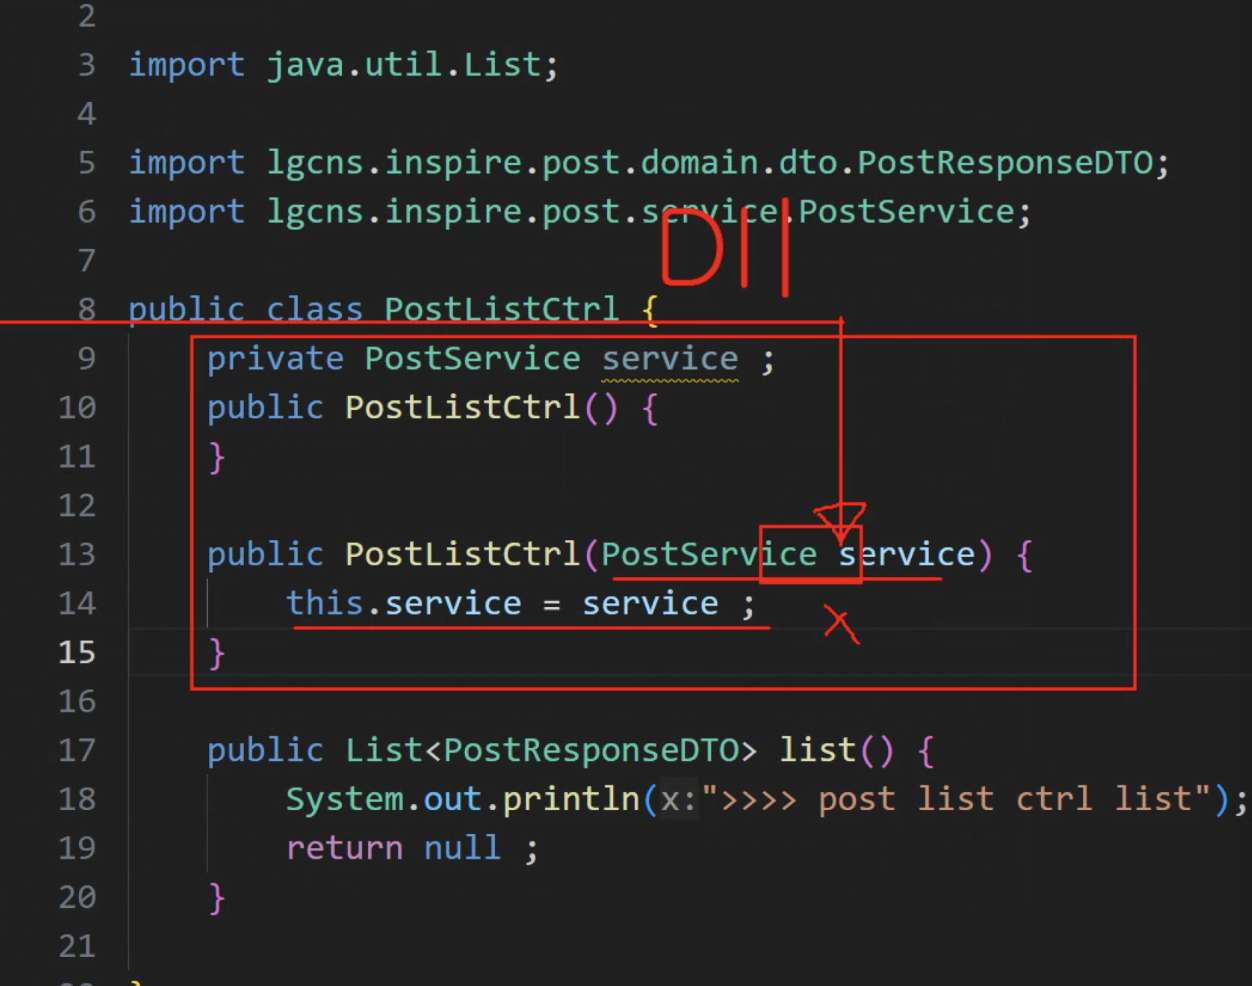 2
3 import java.util.List;
4
5 import lgcns.inspire.post.domain.dto.PostResponseDTO;
6 import lgcns.inspire.post.service.PostService;
7
DI
8 public class PostListCtrl {
9 private PostService service ;
10 public PostListCtrl() {
11 }
12
13 public PostListCtrl(PostService service) {
14 this.service = service ;
x
15 }
16
17 public List<PostResponseDTO> list() {
18 System.out.println(x:">>>> post list ctrl list");
19 return null ;
20 }
21